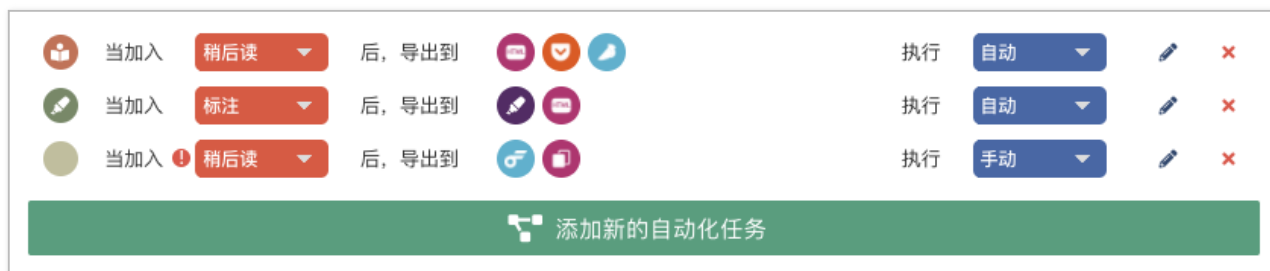 当加入 稍后读 后，导出到 HTML 执行 自动
当加入 标注 后，导出到 HTML 执行 自动
当加入 稍后读 后，导出到 执行 手动
添加新的自动化任务